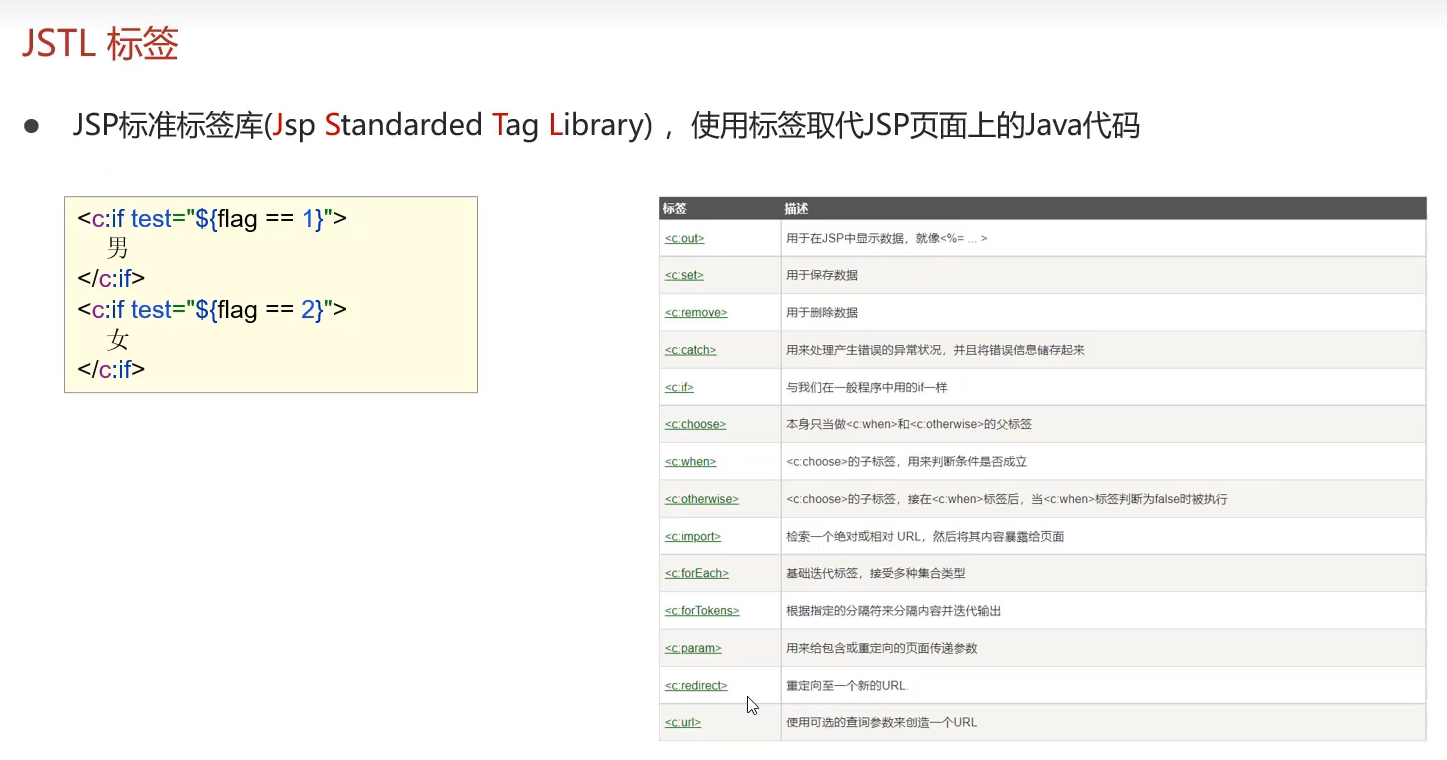 JSTL 标签
● JSP标准标签库(Jsp Standarded Tag Library) ，使用标签取代JSP页面上的Java代码
<c:if test="${flag == 1}">
男
</c:if>
<c:if test="${flag == 2}">
女
</c:if>
标签 描述
<c:out> 用于在JSP中显示数据，就像<%= ... >
<c:set> 用于保存数据
<c:remove> 用于删除数据
<c:catch> 用来处理产生错误的异常状况，并且将错误信息储存起来
<c:if> 与我们在一般程序中用的if一样
<c:choose> 本身只当做<c:when>和<c:otherwise>的父标签
<c:when> <c:choose>的子标签，用来判断条件是否成立
<c:otherwise> <c:choose>的子标签，接在<c:when>标签后，当<c:when>标签判断为false时被执行
<c:import> 检索一个绝对或相对 URL，然后将其内容暴露给页面
<c:forEach> 基础迭代标签，接受多种集合类型
<c:forTokens> 根据指定的分隔符来分隔内容并迭代输出
<c:param> 用来给包含或重定向的页面传递参数
<c:redirect> 重定向至一个新的URL.
<c:url> 使用可选的查询参数来创造一个URL